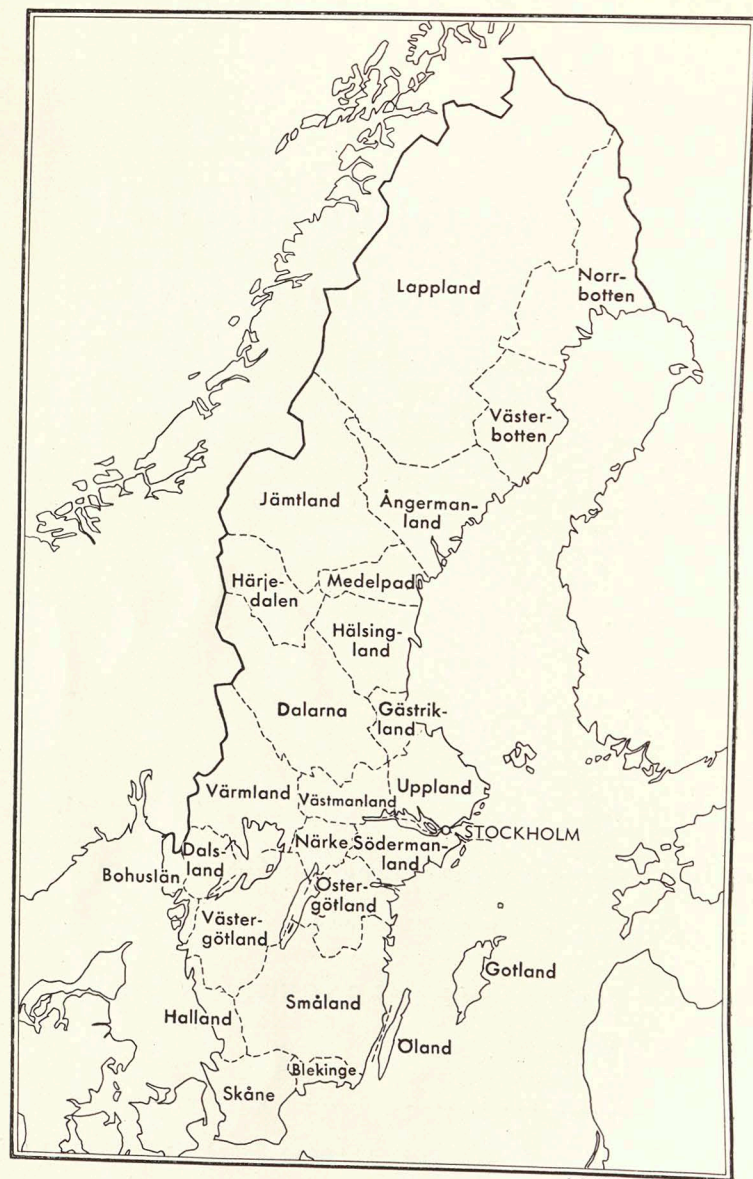 Lappland
Norr-
botten
Väster-
botten
Jämtland
Ångerman-
land
Härje-
dalen
Medelpad
Hälsing-
land
Dalarna
Gästrik-
land
Värmland
Västmanland
Uppland
STOCKHOLM
Dals-
land
Närke
Söderman-
land
Bohuslän
Öster-
götland
Väster-
götland
Gotland
Halland
Småland
Öland
Blekinge
Skåne